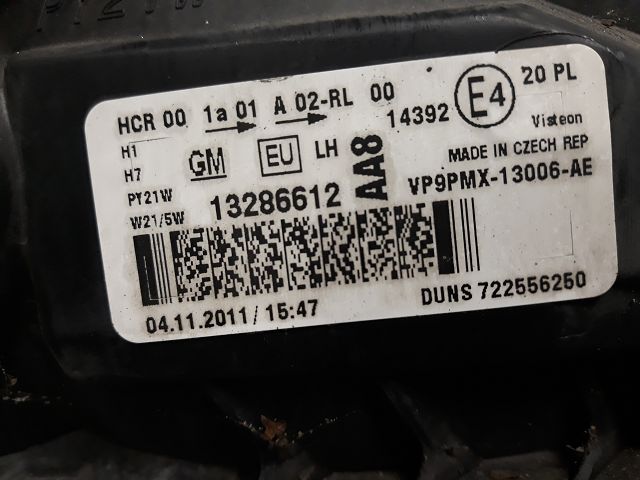 PY21W
HCR 00 1a 01 A 02-RL 00
14392 E4 20 PL
H1
H7
PY21W
W21/5W
GM EU LH
AA8
Visteon
MADE IN CZECH REP
13286612
VP9PMX-13006-AE
04.11.2011/ 15:47
DUNS 722556250